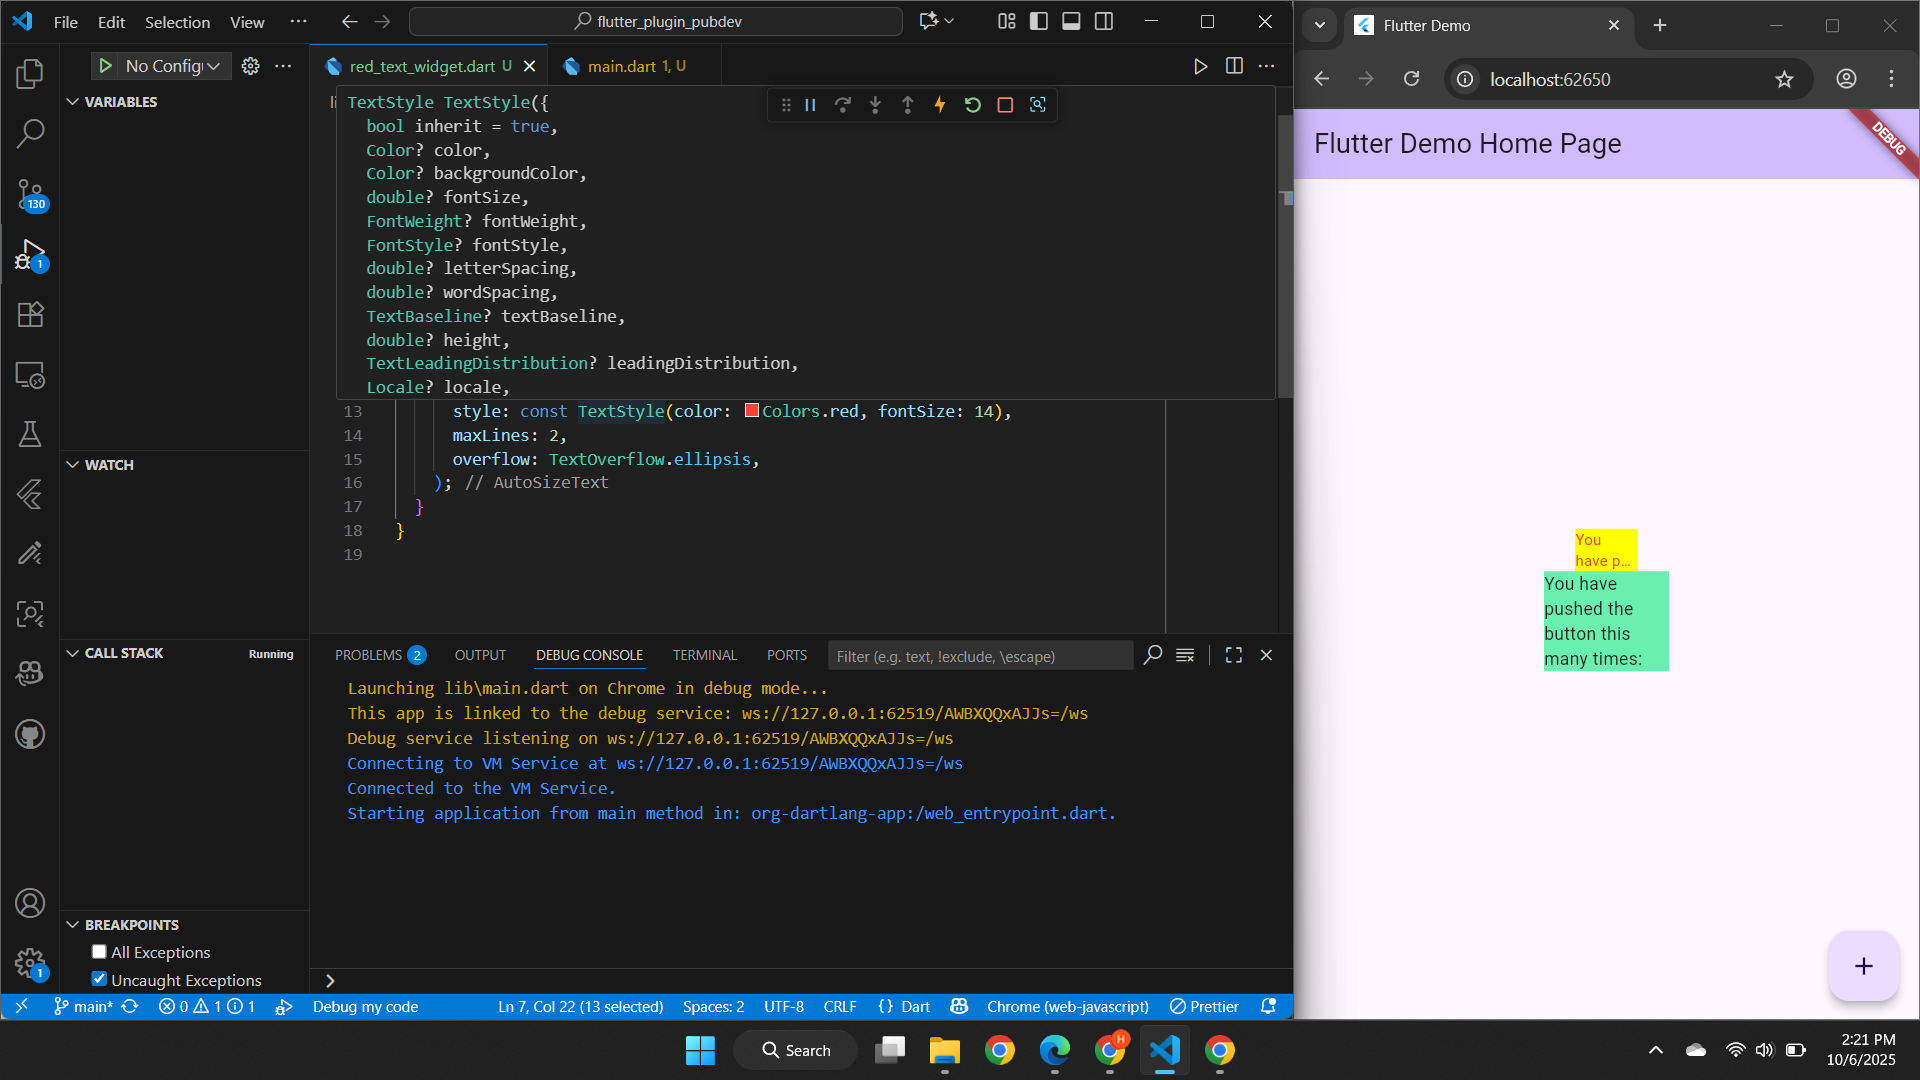 File Edit Selection View ···
flutter_plugin_pubdev
No Config
red_text_widget.dart U
main.dart 1, U
VARIABLES
TextStyle TextStyle({
bool inherit = true,
Color? color,
Color? backgroundColor,
double? fontSize,
FontWeight? fontWeight,
FontStyle? fontStyle,
double? letterSpacing,
double? wordSpacing,
TextBaseline? textBaseline,
double? height,
TextLeadingDistribution? leadingDistribution,
Locale? locale,
13 style: const TextStyle(color: Colors.red, fontSize: 14),
14 maxLines: 2,
15 overflow: TextOverflow.ellipsis,
16 ); // AutoSizeText
17 }
18 }
19
130
1
WATCH
CALL STACK Running
BREAKPOINTS
All Exceptions
Uncaught Exceptions
1
PROBLEMS 2 OUTPUT DEBUG CONSOLE TERMINAL PORTS Filter (e.g. text, !exclude, \escape)
Launching lib\main.dart on Chrome in debug mode...
This app is linked to the debug service: ws://127.0.0.1:62519/AWBXQQxAJJs=/ws
Debug service listening on ws://127.0.0.1:62519/AWBXQQxAJJs=/ws
Connecting to VM Service at ws://127.0.0.1:62519/AWBXQQxAJJs=/ws
Connected to the VM Service.
Starting application from main method in: org-dartlang-app:/web_entrypoint.dart.
main* 0 1 1 Debug my code Ln 7, Col 22 (13 selected) Spaces: 2 UTF-8 CRLF {} Dart Chrome (web-javascript) Prettier
Flutter Demo
localhost:62650
Flutter Demo Home Page
DEBUG
You
have p…
You have
pushed the
button this
many times:
+
Search
H
2:21 PM
10/6/2025